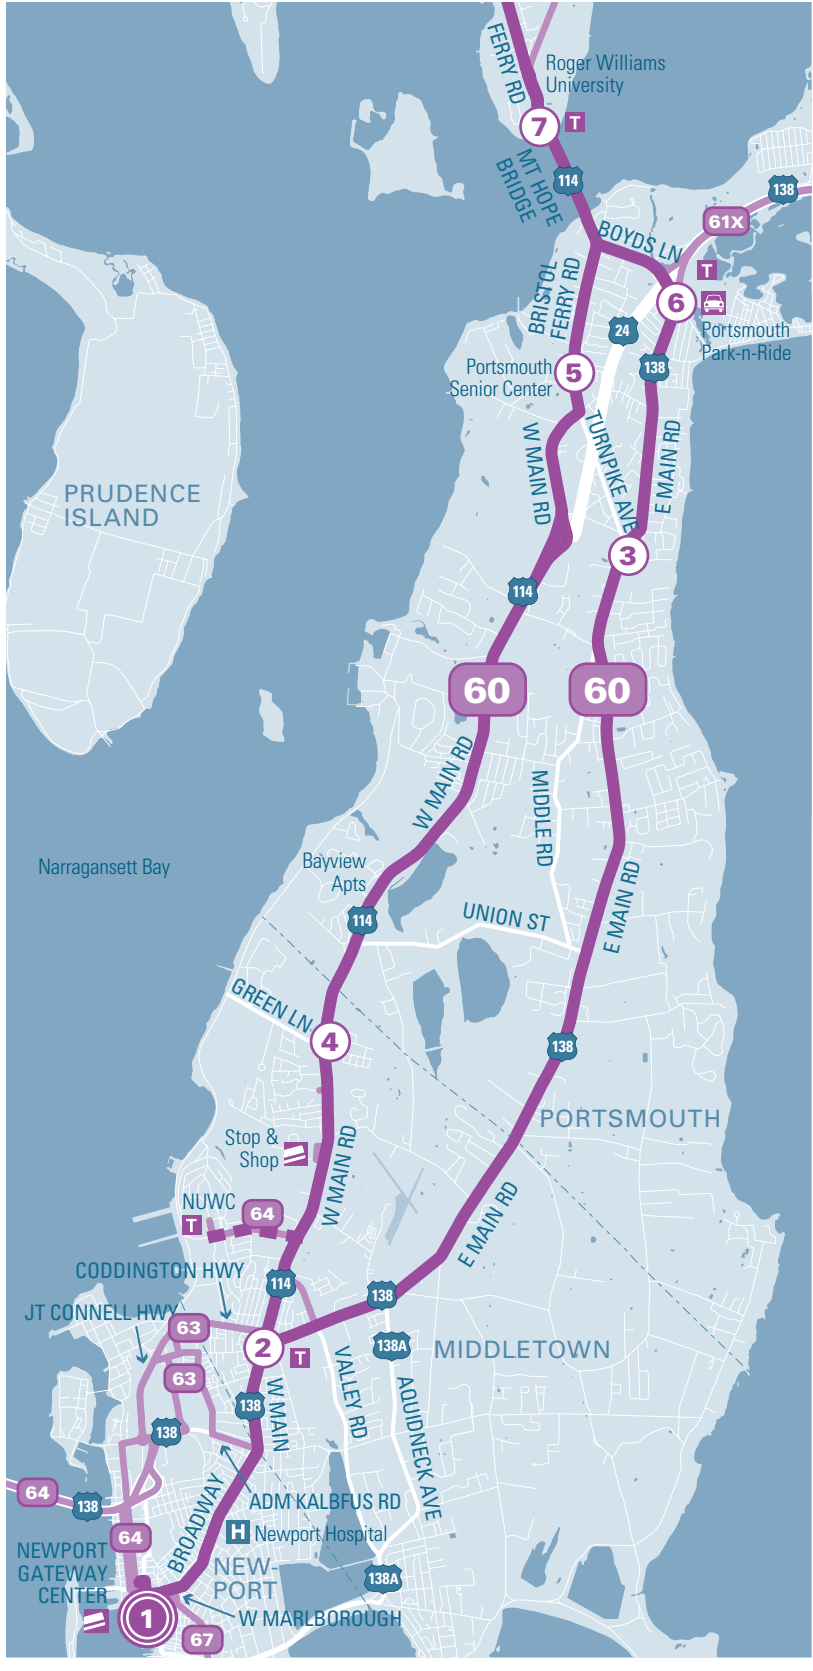 FERRY RD
Roger Williams
University
7
T
MT HOPE
BRIDGE
114
138
61X
BOYDS LN
T
BRISTOL
FERRY RD
6
24
Portsmouth
Park-n-Ride
Portsmouth
Senior Center
5
138
W MAIN RD
TURNPIKE AVE
E MAIN RD
PRUDENCE
ISLAND
3
114
60
60
W MAIN RD
MIDDLE RD
Narragansett Bay
Bayview
Apts
E MAIN RD
114
UNION ST
GREEN LN
4
138
PORTSMOUTH
Stop &
Shop
W MAIN RD
NUWC
T
64
E MAIN RD
CODDINGTON HWY
114
138
JT CONNELL HWY
63
2
T
138A
MIDDLETOWN
63
VALLEY RD
138
W MAIN
AQUIDNECK AVE
138
64
138
ADM KALBFUS RD
BROADWAY
64
H
Newport Hospital
NEWPORT
GATEWAY
CENTER
NEW-
PORT
138A
1
W MARLBOROUGH
67